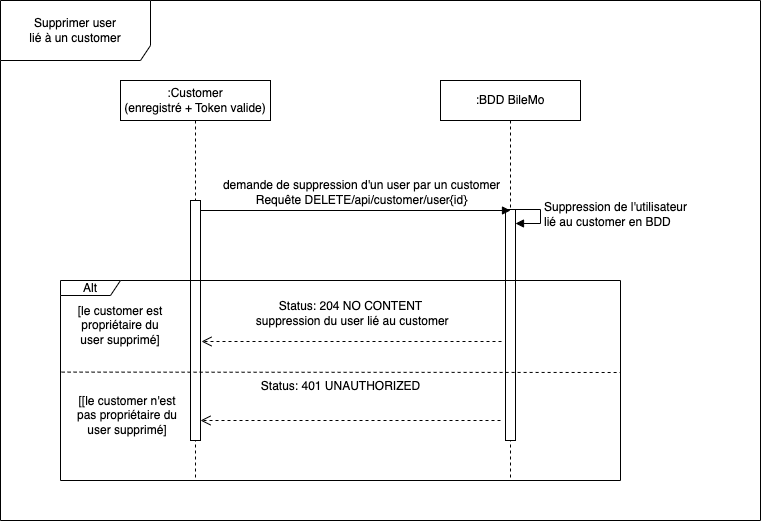 Supprimer user
lié à un customer
:Customer
(enregistré + Token valide)
:BDD BileMo
demande de suppression d'un user par un customer
Requête DELETE/api/customer/user{id}
Suppression de l'utilisateur
lié au customer en BDD
Alt
[le customer est
propriétaire du
user supprimé]
Status: 204 NO CONTENT
suppression du user lié au customer
[[le customer n'est
pas propriétaire du
user supprimé]
Status: 401 UNAUTHORIZED